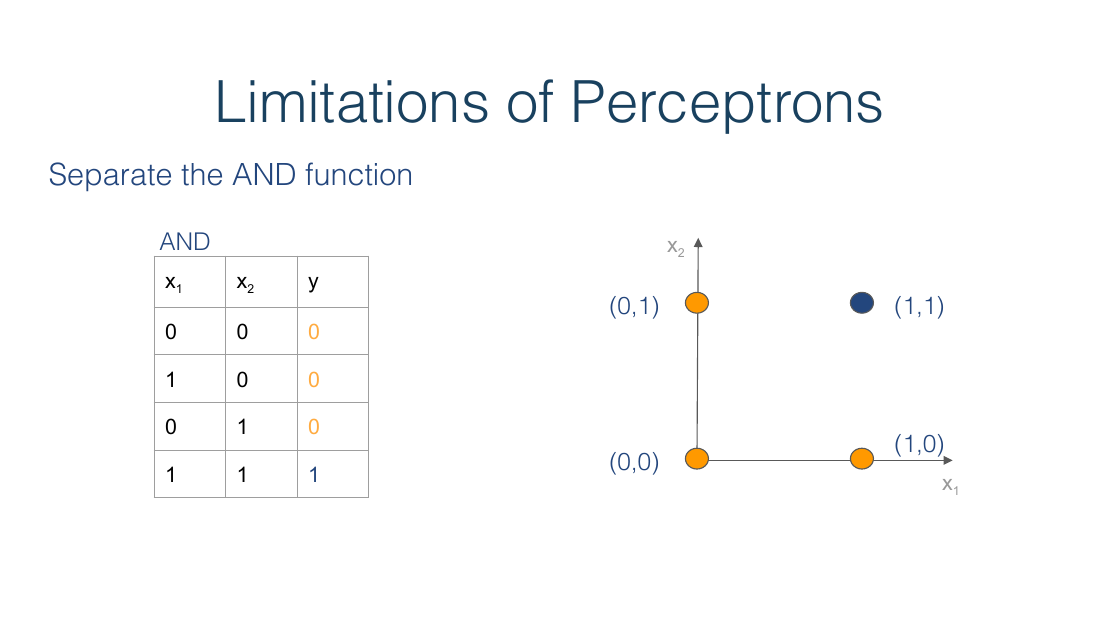 Limitations of Perceptrons
Separate the AND function
AND
x₁ x₂ y
0 0 0
1 0 0
0 1 0
1 1 1
x₂
(0,1) (1,1)
(1,0)
(0,0)
x₁